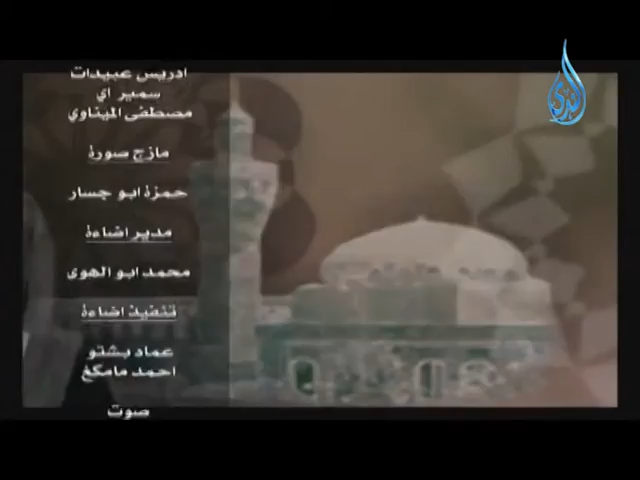 ادريس عبيدات
سمير اي
مصطفى الميناوي
مازج صورة
حمزة ابو جسار
مدير اضاءة
محمد ابو الهوى
تنفيذ اضاءة
عماد بشتو
احمد مامكغ
صوت
الندى